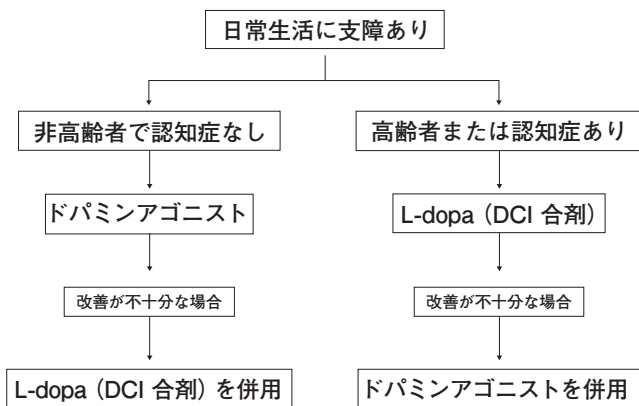 日常生活に支障あり
非高齢者で認知症なし
高齢者または認知症あり
ドパミンアゴニスト
L-dopa（DCI 合剤）
改善が不十分な場合
改善が不十分な場合
L-dopa（DCI 合剤）を併用
ドパミンアゴニストを併用